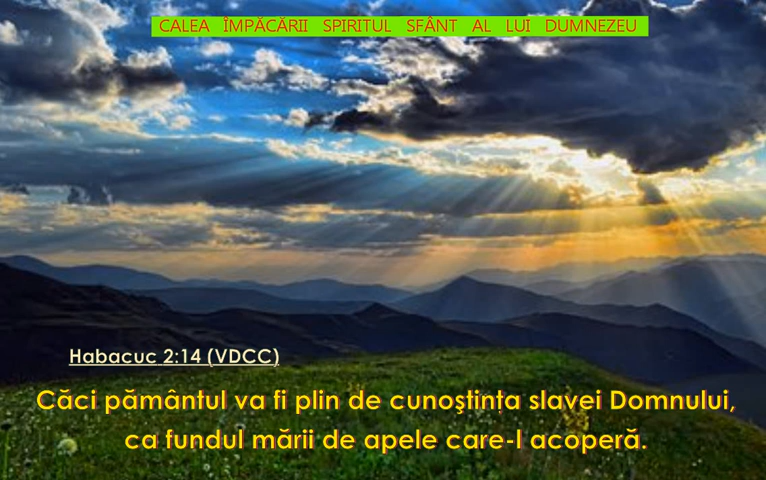 CALEA ÎMPĂCĂRII SPIRITUL SFÂNT AL LUI DUMNEZEU
Habacuc 2:14 (VDCC)
Căci pământul va fi plin de cunoştinţa slavei Domnului,
ca fundul mării de apele care-l acoperă.